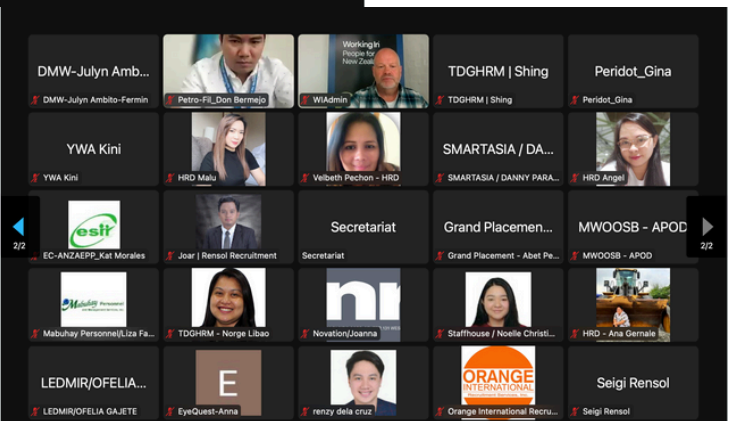 DMW-Julyn Amb...
DMW-Julyn Ambito-Fermin
Petro-Fil_Don Bermejo
WorkingIn
People for
New Zeala
WIAdmin
TDGHRM | Shing
TDGHRM | Shing
Peridot_Gina
Peridot_Gina
YWA Kini
YWA Kini
HRD Malu
Velbeth Pechon - HRD
SMARTASIA / DA...
SMARTASIA / DANNY PARA...
HRD Angel
2/2
esii
EC-ANZAEPP_Kat Morales
Joar | Rensol Recruitment
Secretariat
Secretariat
Grand Placemen...
Grand Placement - Abet Pe...
MWOOSB - APOD
MWOOSB - APOD
2/2
Mabuhay Personnel
Mabuhay Personnel/Liza Fa...
TDGHRM - Norge Libao
Novation/Joanna
Staffhouse / Noelle Christi...
HRD - Ana Gernale
LEDMIR/OFELIA...
LEDMIR/OFELIA GAJETE
E
EyeQuest-Anna
renzy dela cruz
ORANGE
INTERNATIONAL
Orange International Recru...
Seigi Rensol
Seigi Rensol